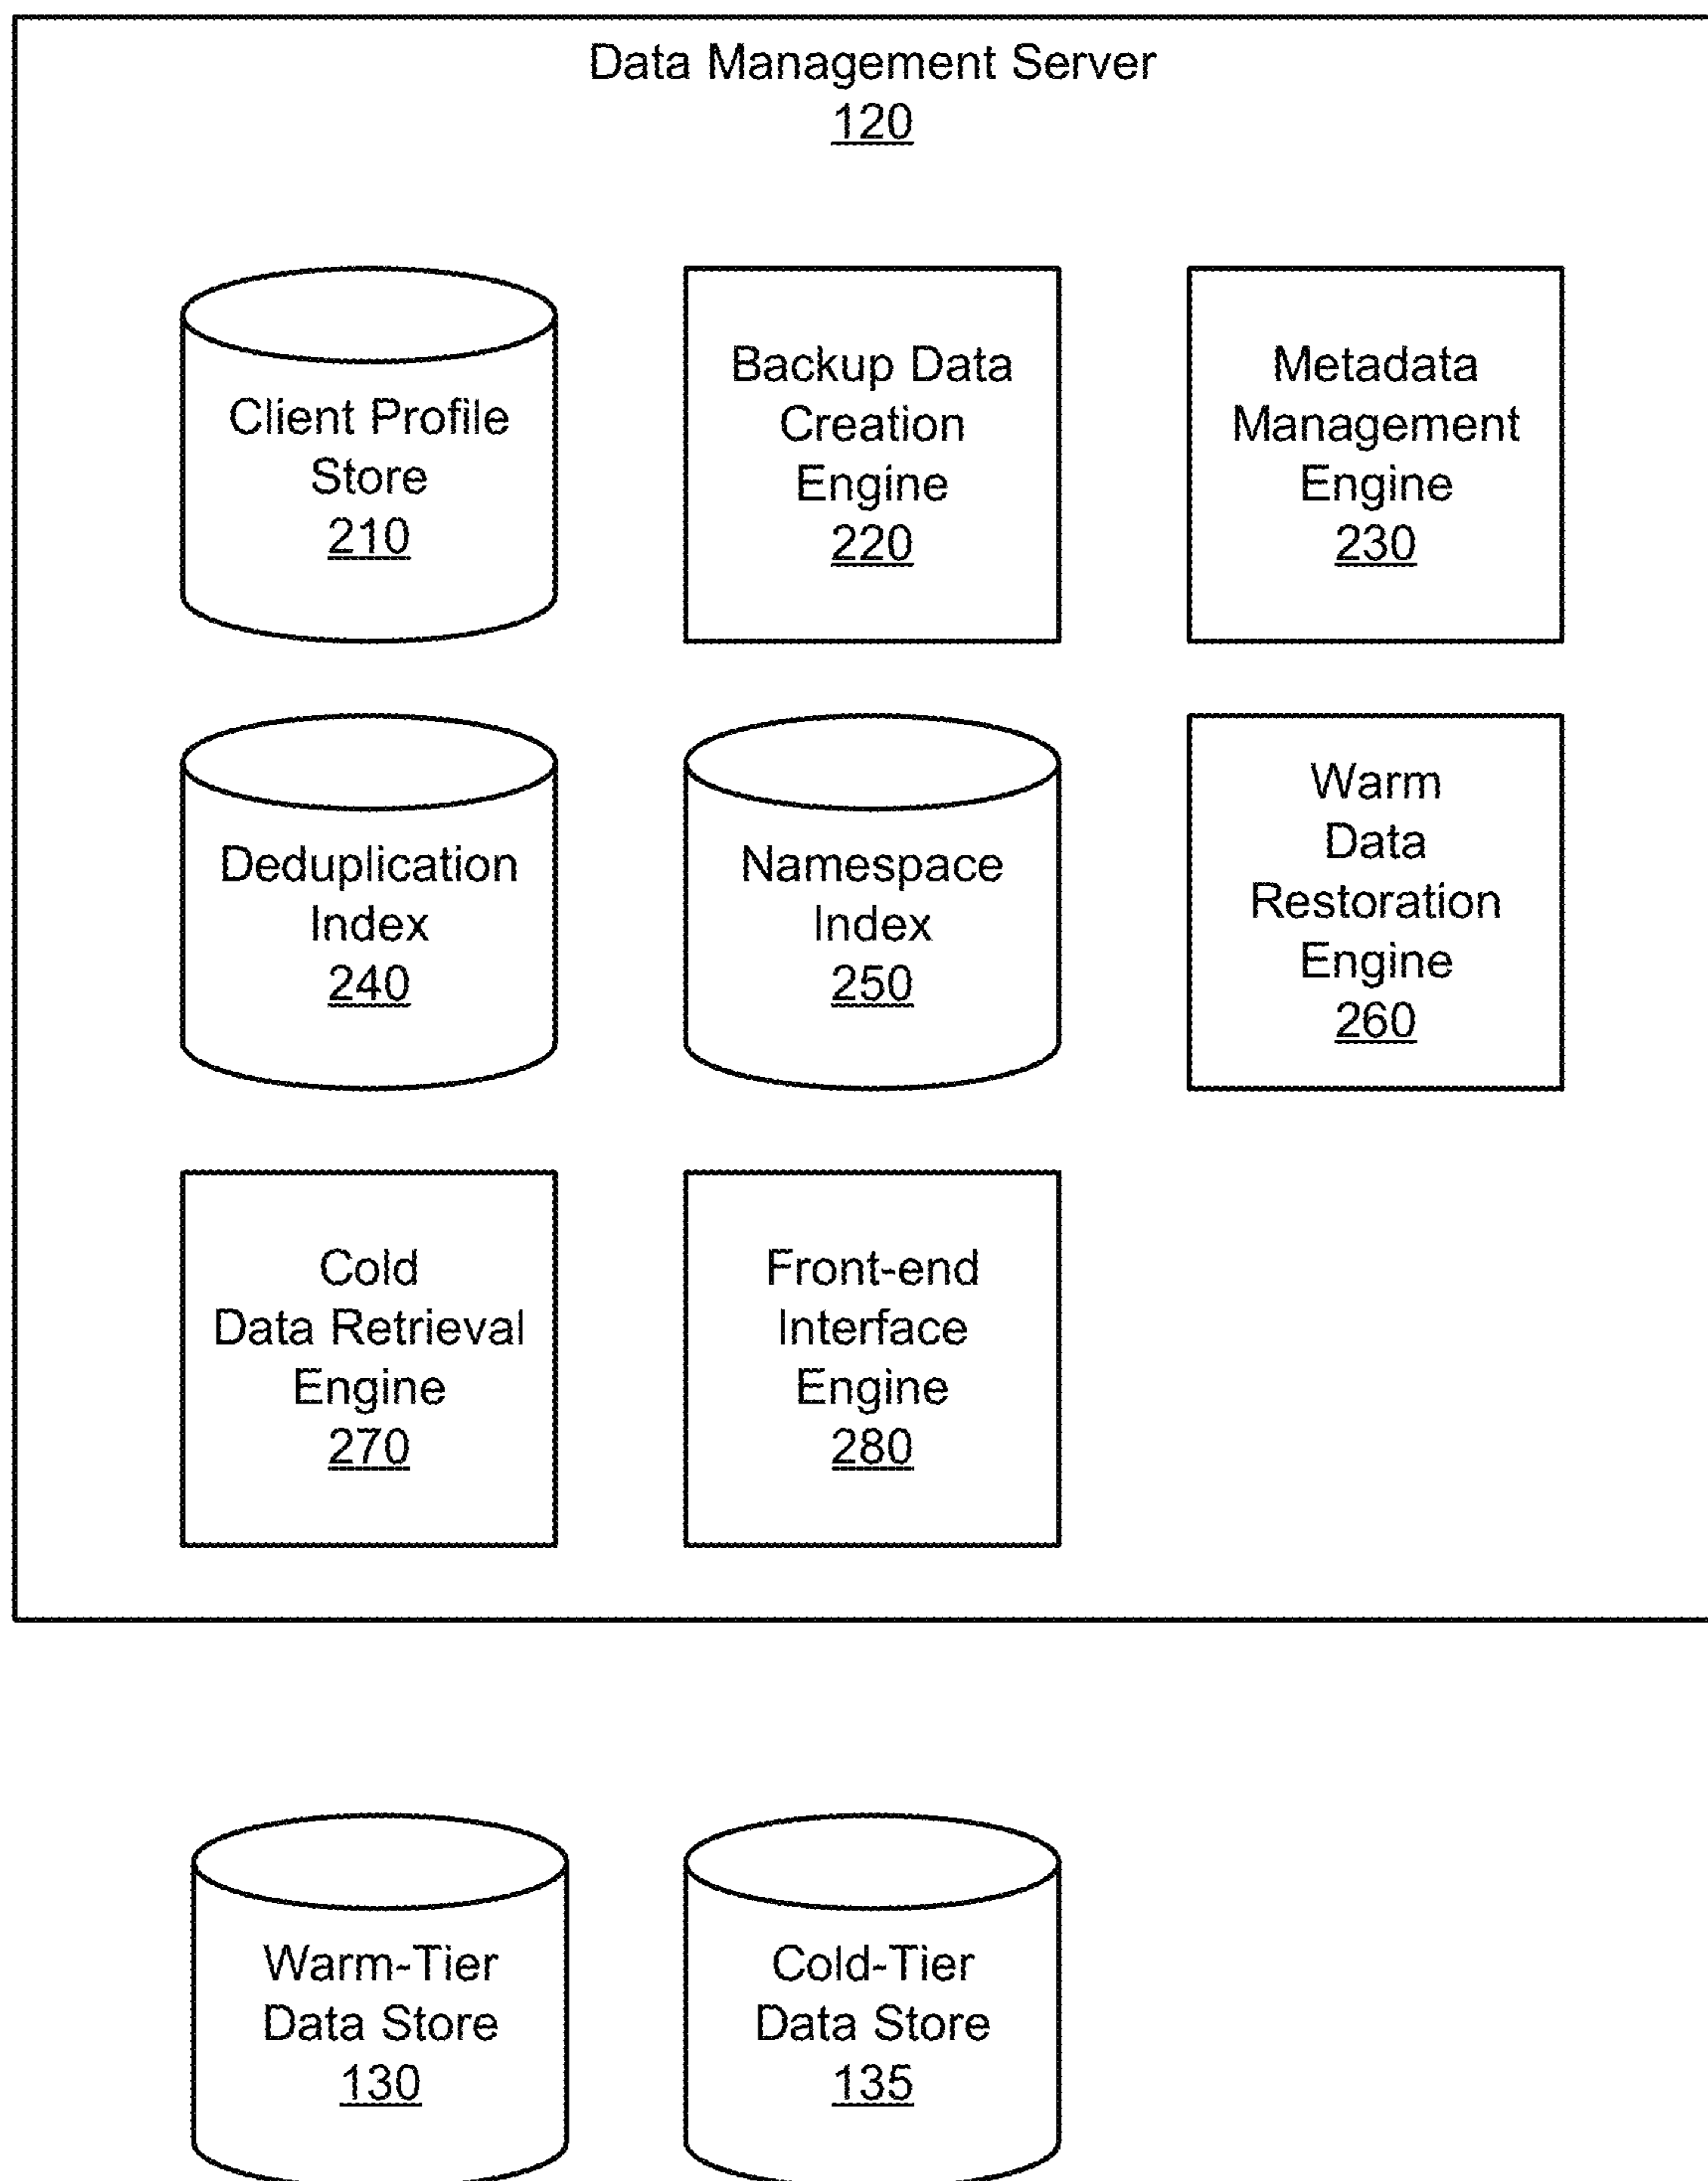 Data Management Server
120
Client Profile
Store
210
Backup Data
Creation
Engine
220
Metadata
Management
Engine
230
Deduplication
Index
240
Namespace
Index
250
Warm
Data
Restoration
Engine
260
Cold
Data Retrieval
Engine
270
Front-end
Interface
Engine
280
Warm-Tier
Data Store
130
Cold-Tier
Data Store
135